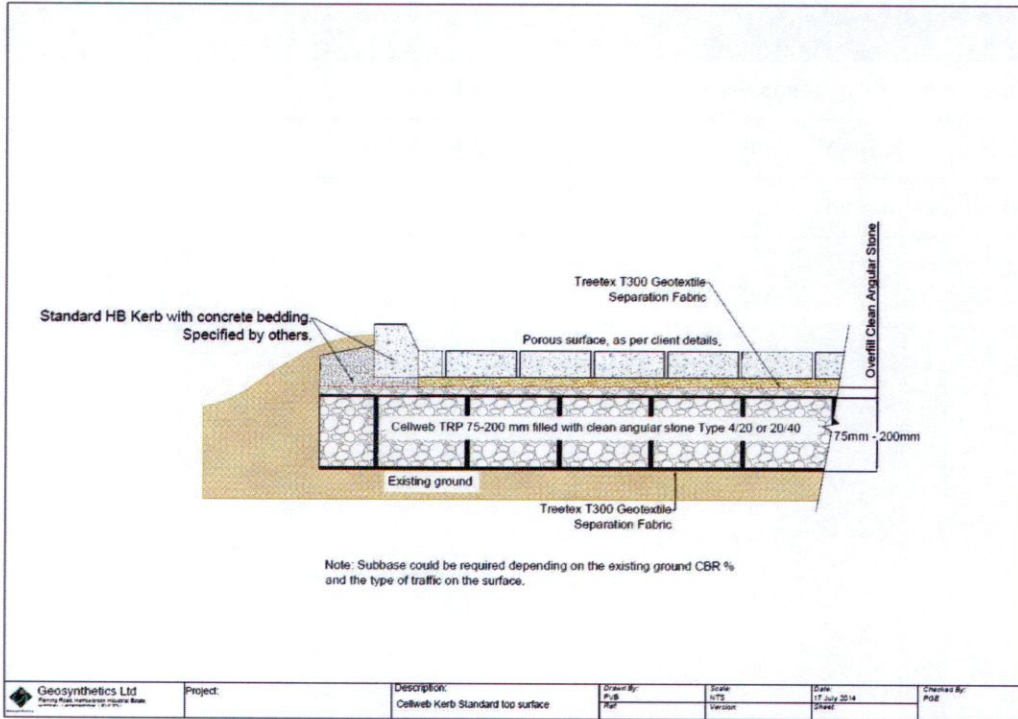 Overfill Clean Angular Stone
Treetex T300 Geotextile
Separation Fabric
Standard HB Kerb with concrete bedding.
Specified by others.
Porous surface, as per client details.
Cellweb TRP 75-200 mm filled with clean angular stone Type 4/20 or 20/40
75mm - 200mm
Existing ground
Treetex T300 Geotextile
Separation Fabric
Note: Subbase could be required depending on the existing ground CBR %
and the type of traffic on the surface.
Geosynthetics Ltd
Project:
Description:
Cellweb Kerb Standard top surface
Drawn By:
PVB
Ref:
Scale:
NTS
Version:
Date:
17 July 2014
Sheet:
Checked By:
PGE